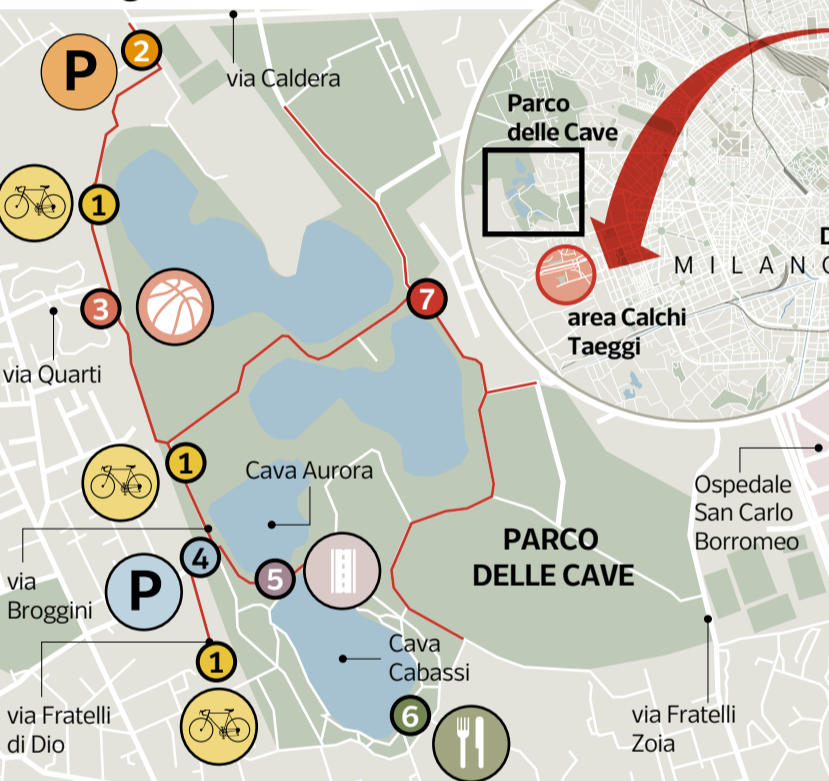 2
P
via Caldera
Parco
delle Cave
1
MILANO
3
7
area Calchi
Taeggi
via Quarti
1
Cava Aurora
Ospedale
San Carlo
Borromeo
PARCO
DELLE CAVE
4
5
P
via
Broggini
1
Cava
Cabassi
6
via Fratelli
di Dio
via Fratelli
Zoia